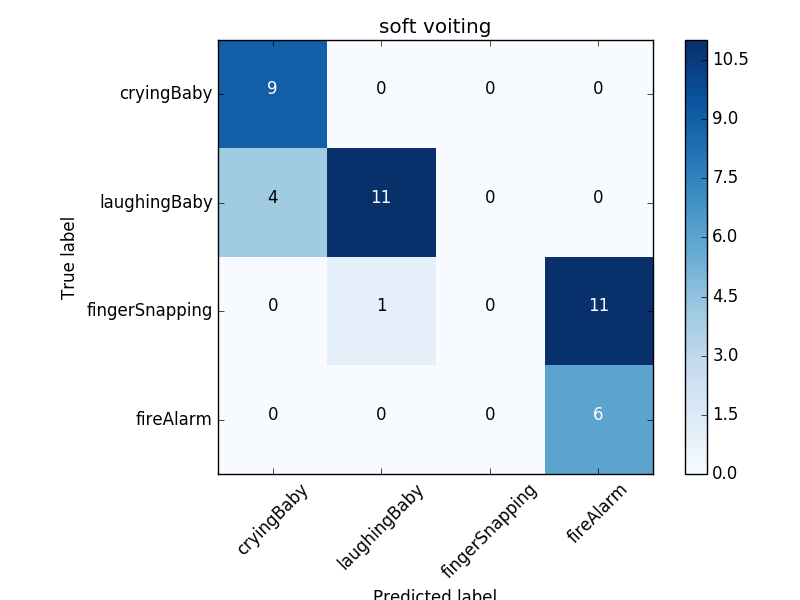 soft voiting
True label
cryingBaby 9 0 0 0
laughingBaby 4 11 0 0
fingerSnapping 0 1 0 11
fireAlarm 0 0 0 6
cryingBaby laughingBaby fingerSnapping fireAlarm
Predicted label
10.5
9.0
7.5
6.0
4.5
3.0
1.5
0.0